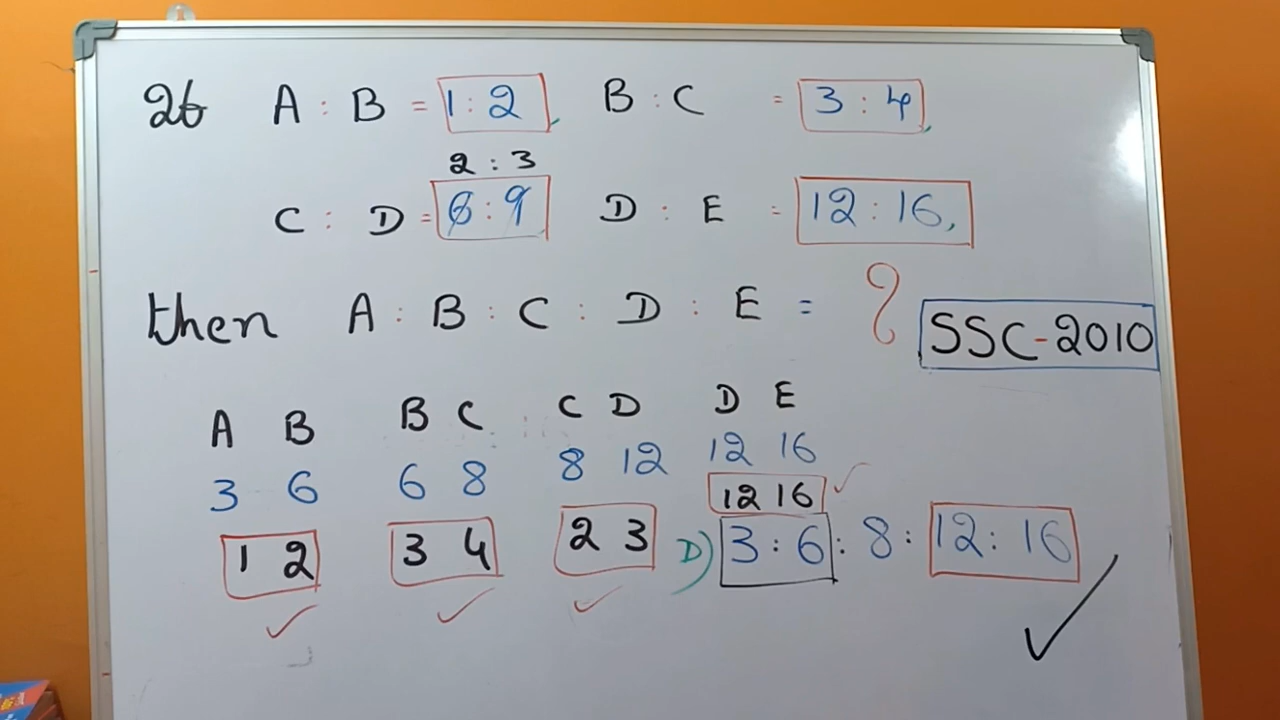 26 A : B = 1 : 2, B : C = 3 : 4,
2 : 3
C : D = 6 : 9 D : E = 12 : 16,
then A : B : C : D : E = ?
SSC-2010
A B B C C D D E
3 6 6 8 8 12 12 16
12 16
1 2 3 4 2 3 D) 3 : 6 : 8 : 12 : 16